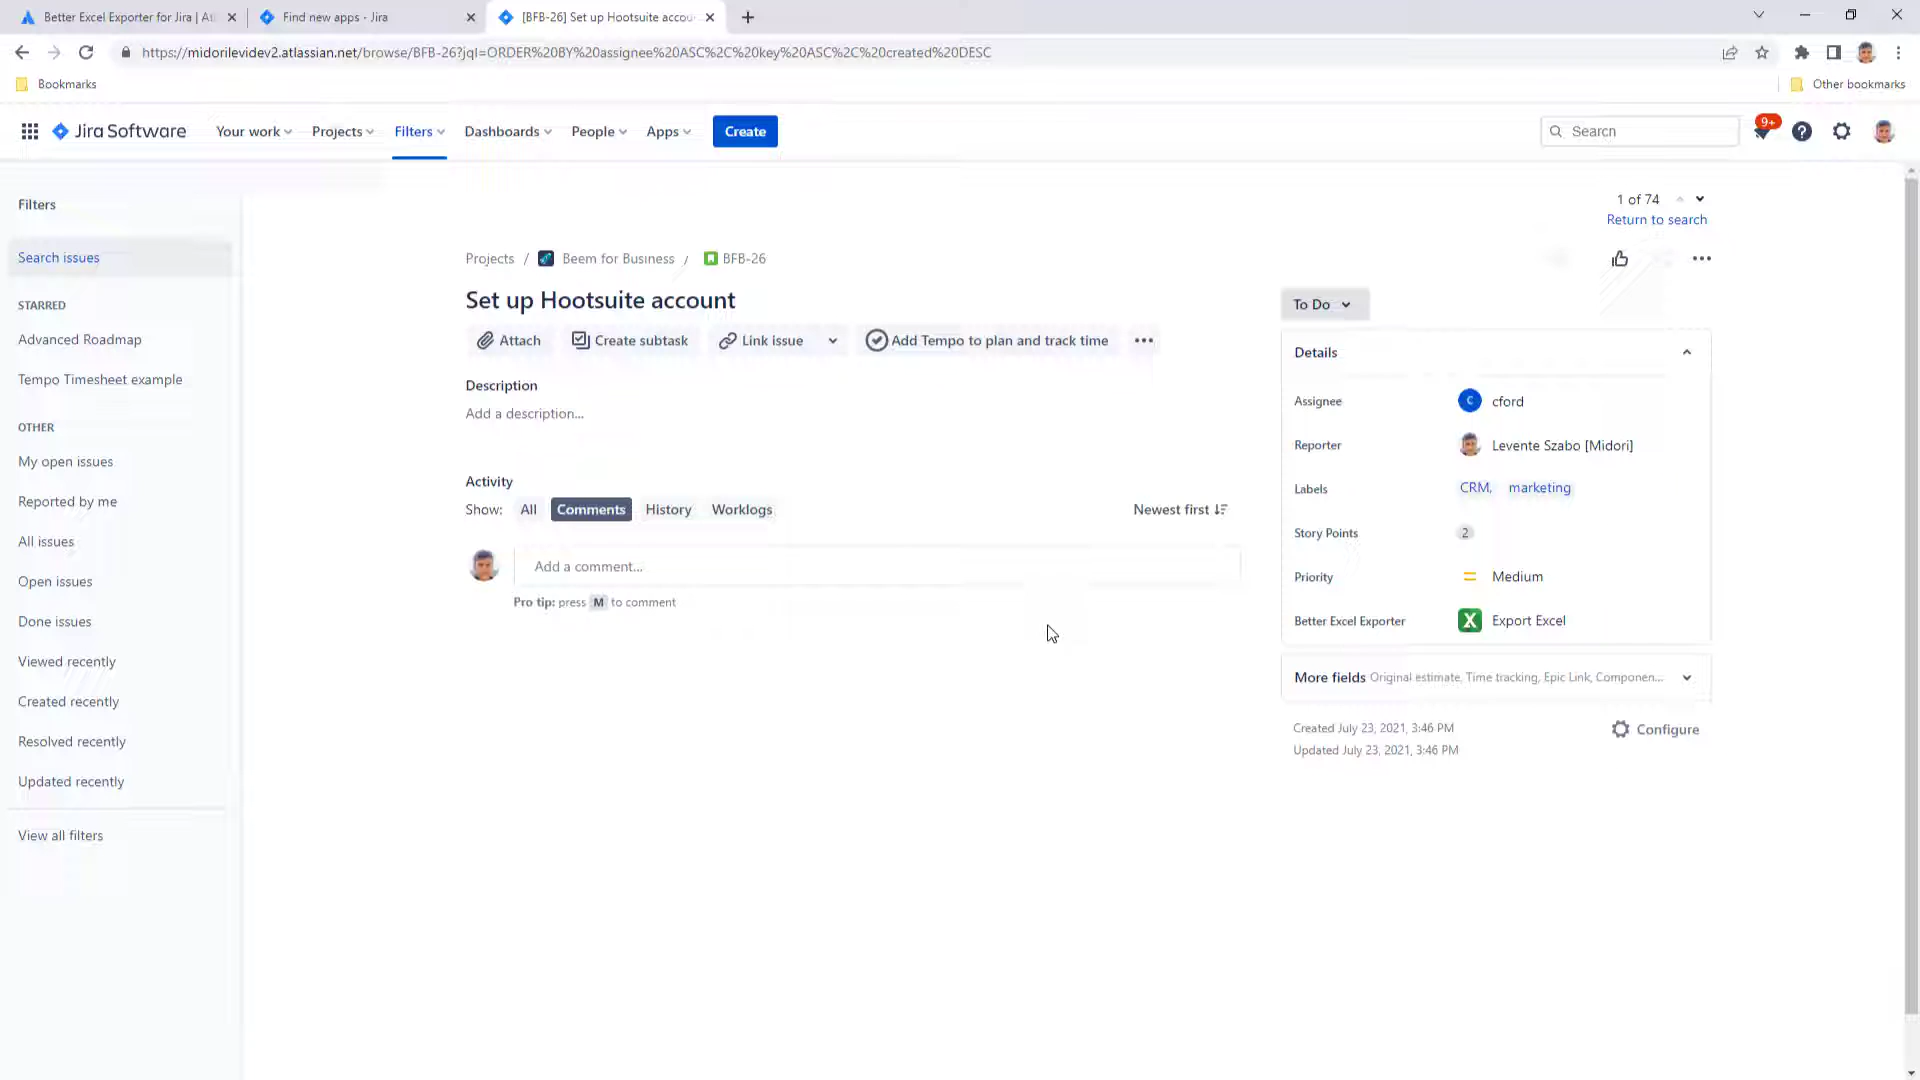 Better Excel Exporter for Jira | At
Find new apps - Jira
[BFB-26] Set up Hootsuite accou
https://midorilevidev2.atlassian.net/browse/BFB-26?jql=ORDER%20BY%20assignee%20ASC%2C%20key%20ASC%2C%20created%20DESC
Bookmarks
Other bookmarks
Jira Software
Your work
Projects
Filters
Dashboards
People
Apps
Create
Search
9+
Filters
Search issues
STARRED
Advanced Roadmap
Tempo Timesheet example
OTHER
My open issues
Reported by me
All issues
Open issues
Done issues
Viewed recently
Created recently
Resolved recently
Updated recently
View all filters
1 of 74
Return to search
Projects / Beem for Business / BFB-26
Set up Hootsuite account
Attach
Create subtask
Link issue
Add Tempo to plan and track time
Description
Add a description...
Activity
Show: All Comments History Worklogs
Newest first
Add a comment...
Pro tip: press M to comment
To Do
Details
Assignee
C cford
Reporter
Levente Szabo [Midori]
Labels
CRM, marketing
Story Points
2
Priority
Medium
Better Excel Exporter
X Export Excel
More fields Original estimate, Time tracking, Epic Link, Componen...
Created July 23, 2021, 3:46 PM
Configure
Updated July 23, 2021, 3:46 PM